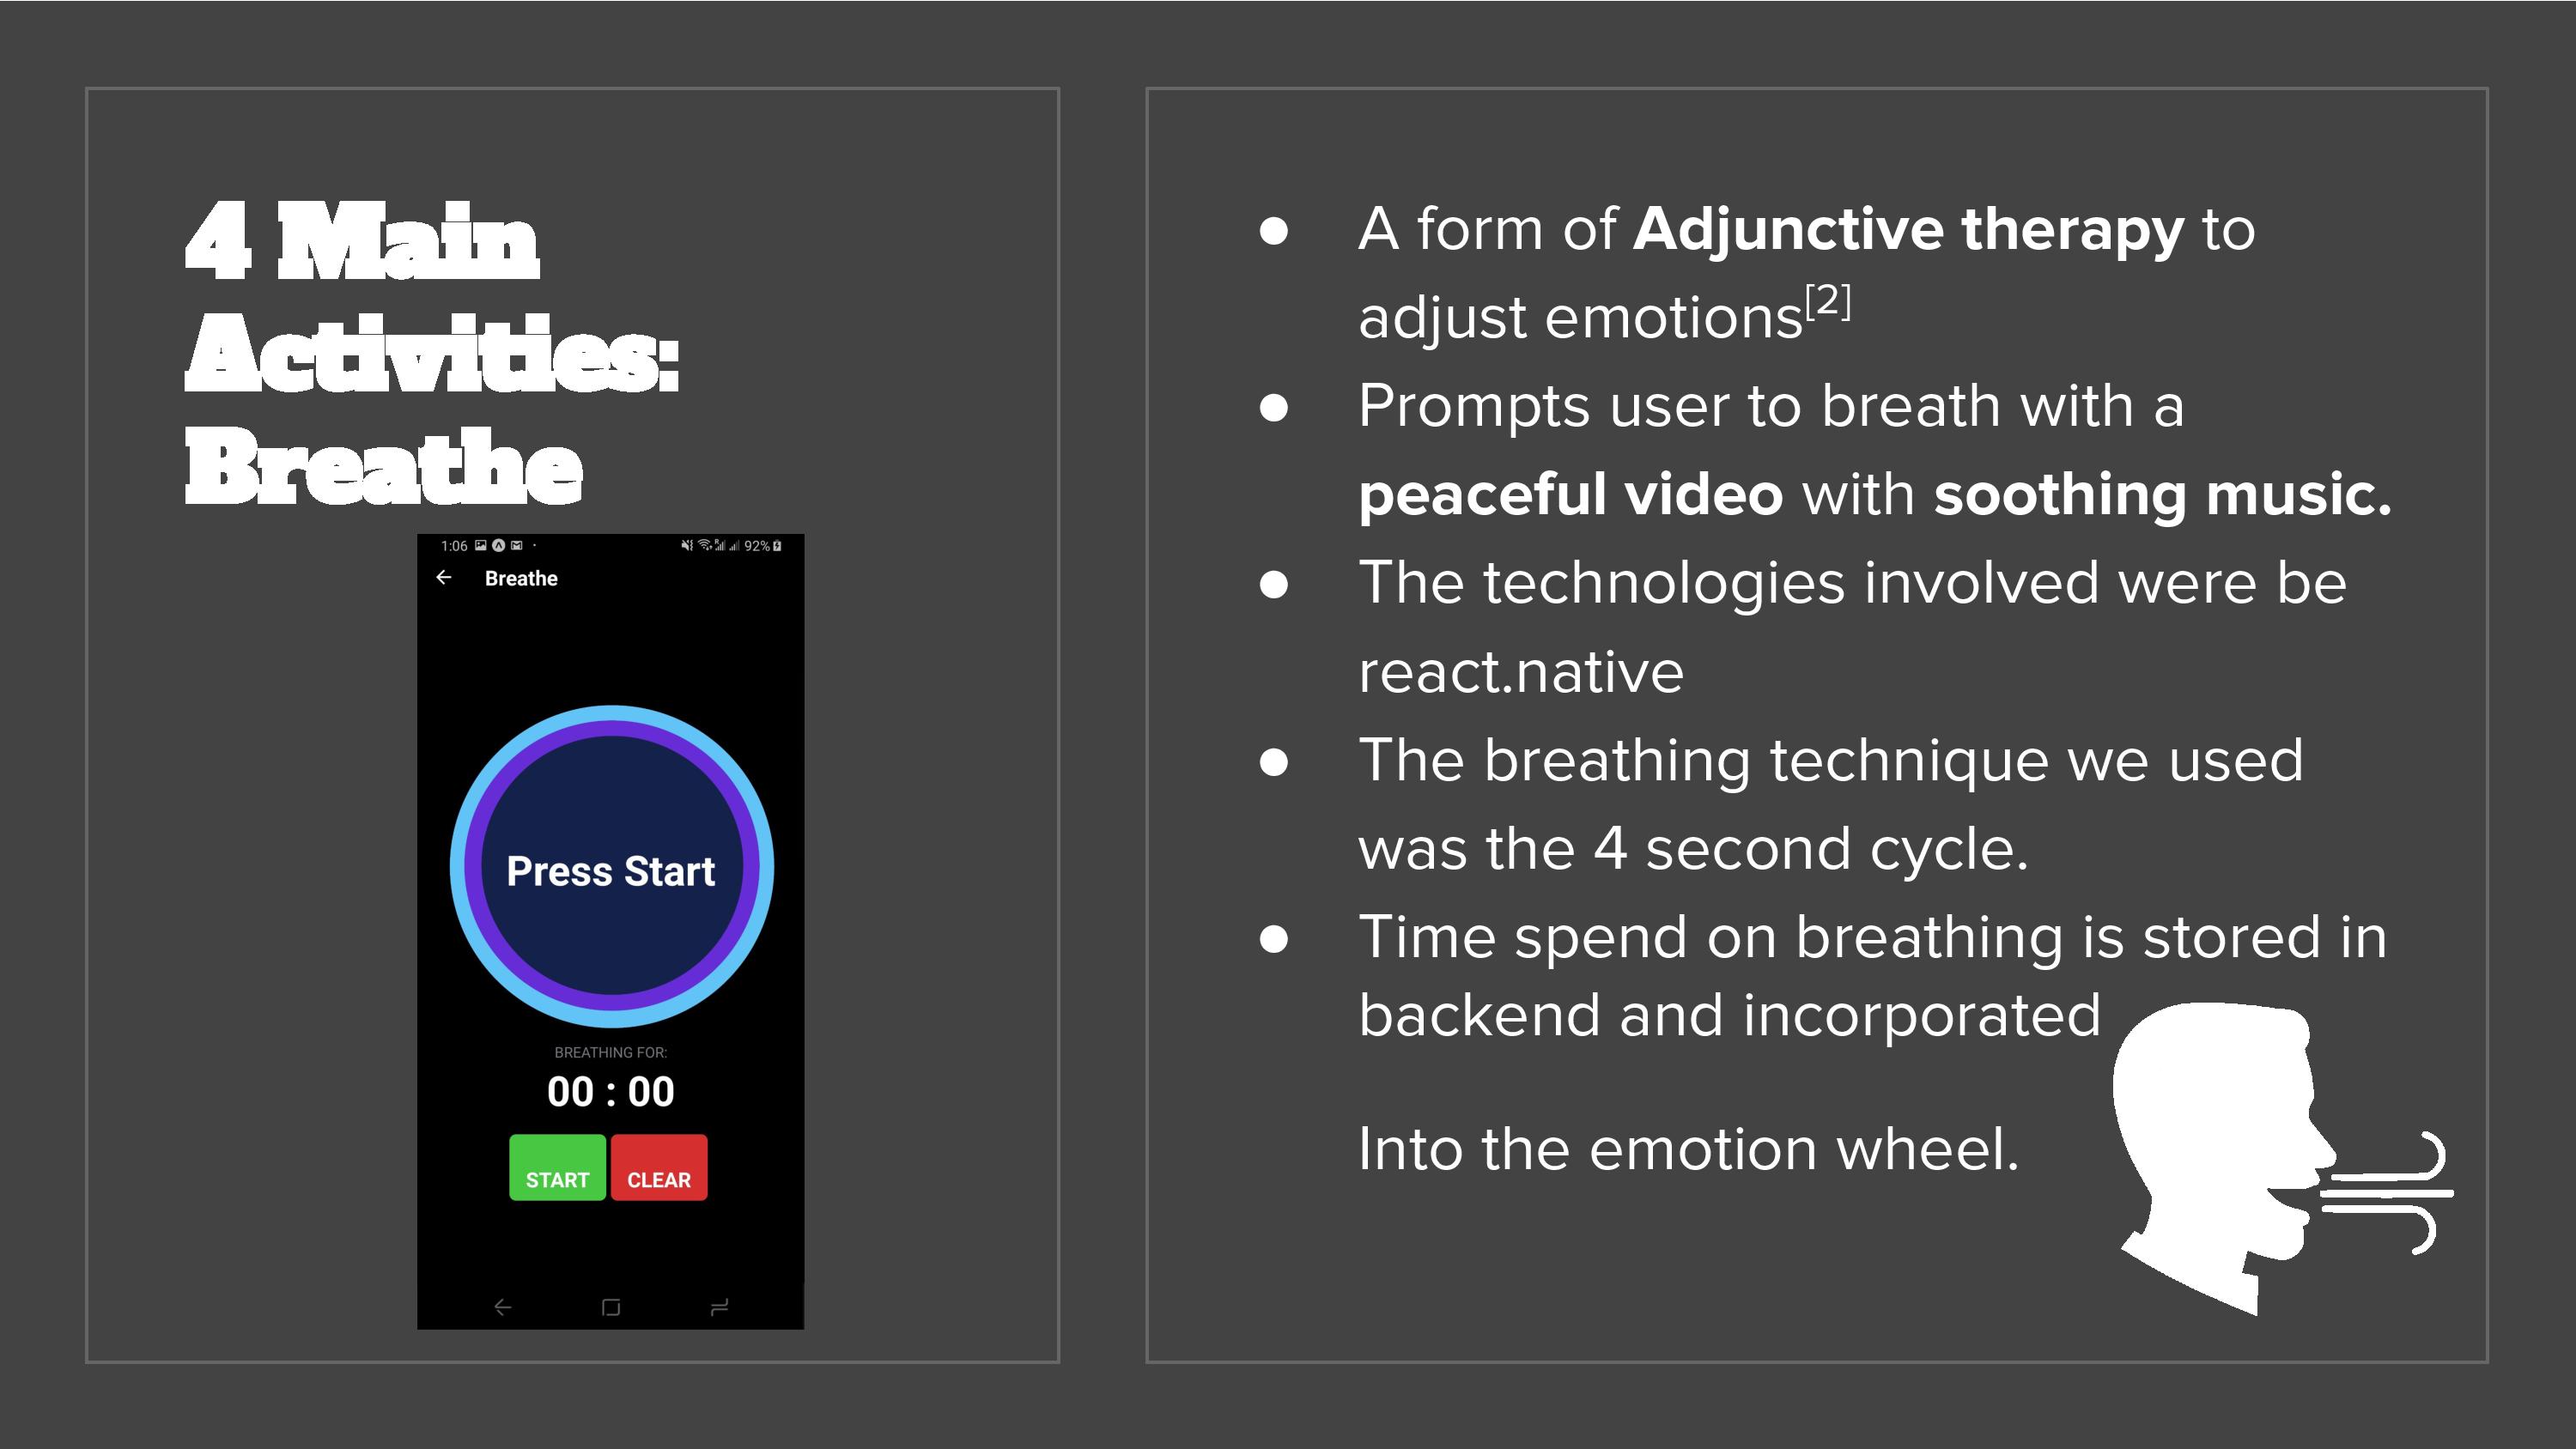 4 Main
Activities:
Breathe
1:06
92%
Breathe
Press Start
BREATHING FOR:
00 : 00
START
CLEAR
● A form of Adjunctive therapy to
adjust emotions[2]
● Prompts user to breath with a
peaceful video with soothing music.
● The technologies involved were be
react.native
● The breathing technique we used
was the 4 second cycle.
● Time spend on breathing is stored in
backend and incorporated
Into the emotion wheel.